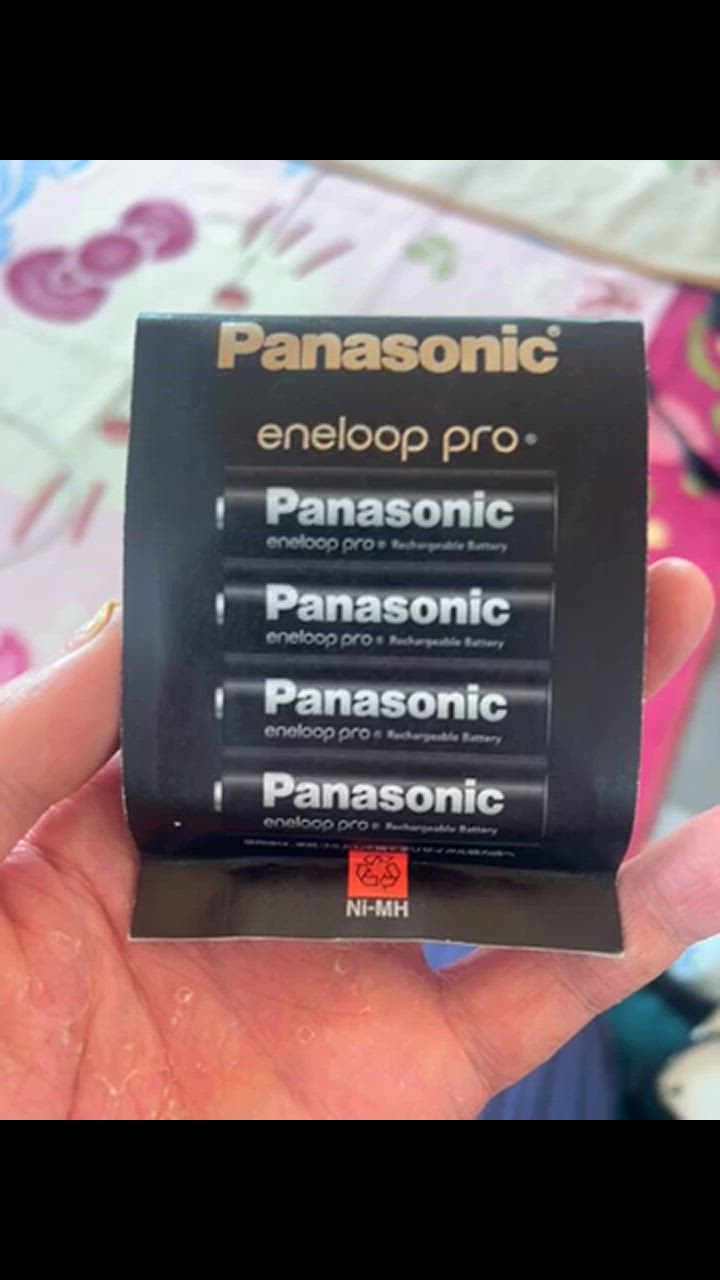 Panasonic®
eneloop pro®
Panasonic
eneloop pro® Rechargeable Battery
Panasonic
eneloop pro® Rechargeable Battery
Panasonic
eneloop pro® Rechargeable Battery
Panasonic
eneloop pro® Rechargeable Battery
Ni-MH